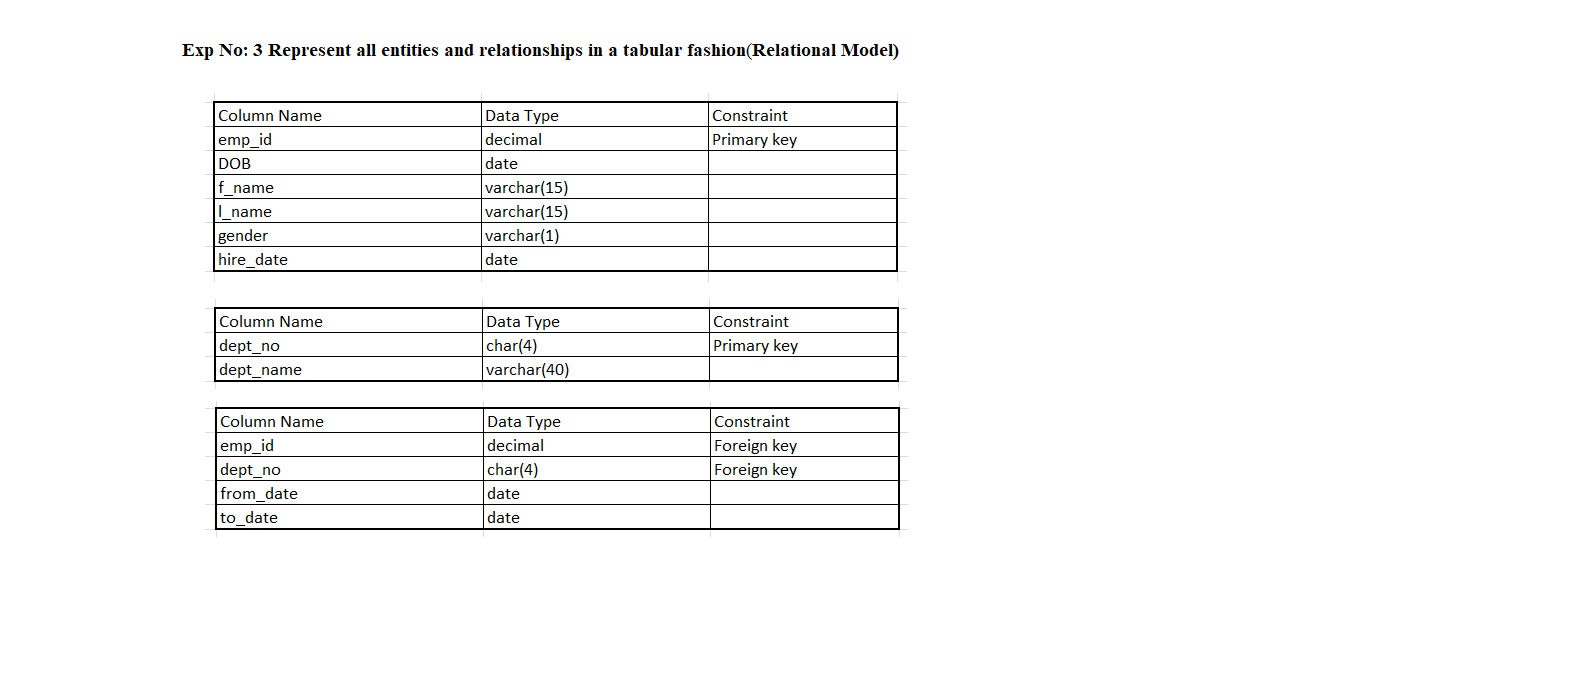 Exp No: 3 Represent all entities and relationships in a tabular fashion(Relational Model)
Column Name Data Type Constraint
emp_id decimal Primary key
DOB date
f_name varchar(15)
l_name varchar(15)
gender varchar(1)
hire_date date
Column Name Data Type Constraint
dept_no char(4) Primary key
dept_name varchar(40)
Column Name Data Type Constraint
emp_id decimal Foreign key
dept_no char(4) Foreign key
from_date date
to_date date